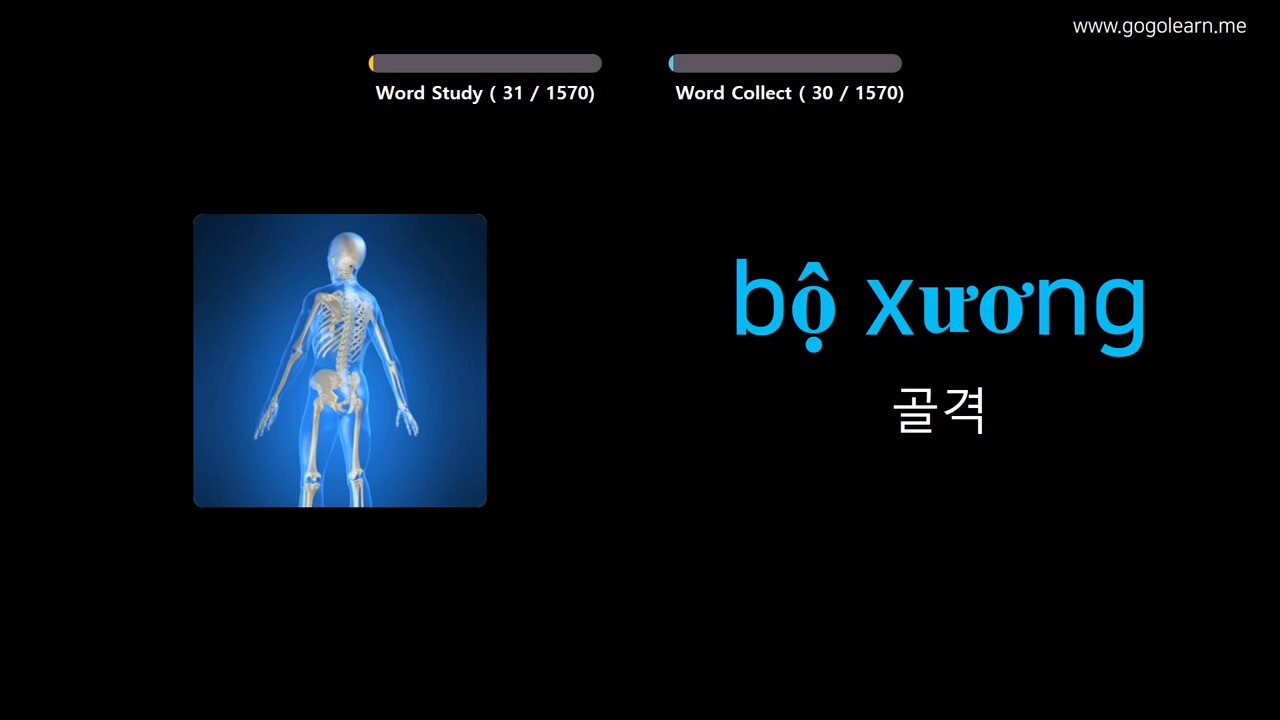 www.gogolearn.me
Word Study ( 31 / 1570)
Word Collect ( 30 / 1570)
bộ xương
골격